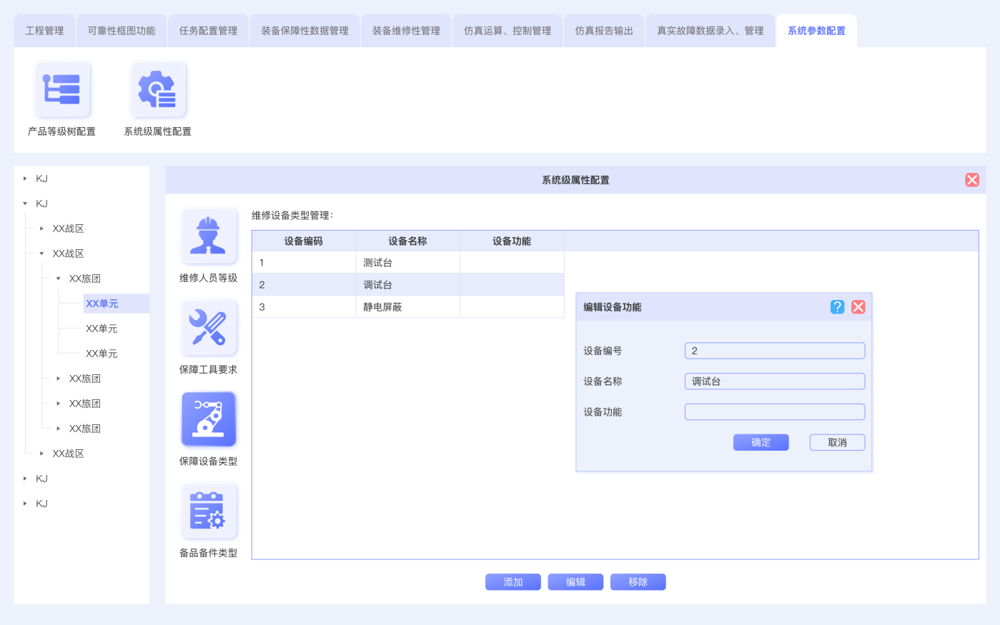 工程管理
可靠性框图功能
任务配置管理
装备保障性数据管理
装备维修性管理
仿真运算、控制管理
仿真报告输出
真实故障数据录入、管理
系统参数配置
产品等级树配置
系统级属性配置
KJ
KJ
XX战区
XX战区
XX旅团
XX单元
XX单元
XX单元
XX旅团
XX旅团
XX旅团
XX战区
KJ
KJ
系统级属性配置
维修人员等级
保障工具要求
保障设备类型
备品备件类型
维修设备类型管理：
设备编码 设备名称 设备功能
1 测试台
2 调试台
3 静电屏蔽
编辑设备功能
?
设备编号 2
设备名称 调试台
设备功能
确定 取消
添加 编辑 移除